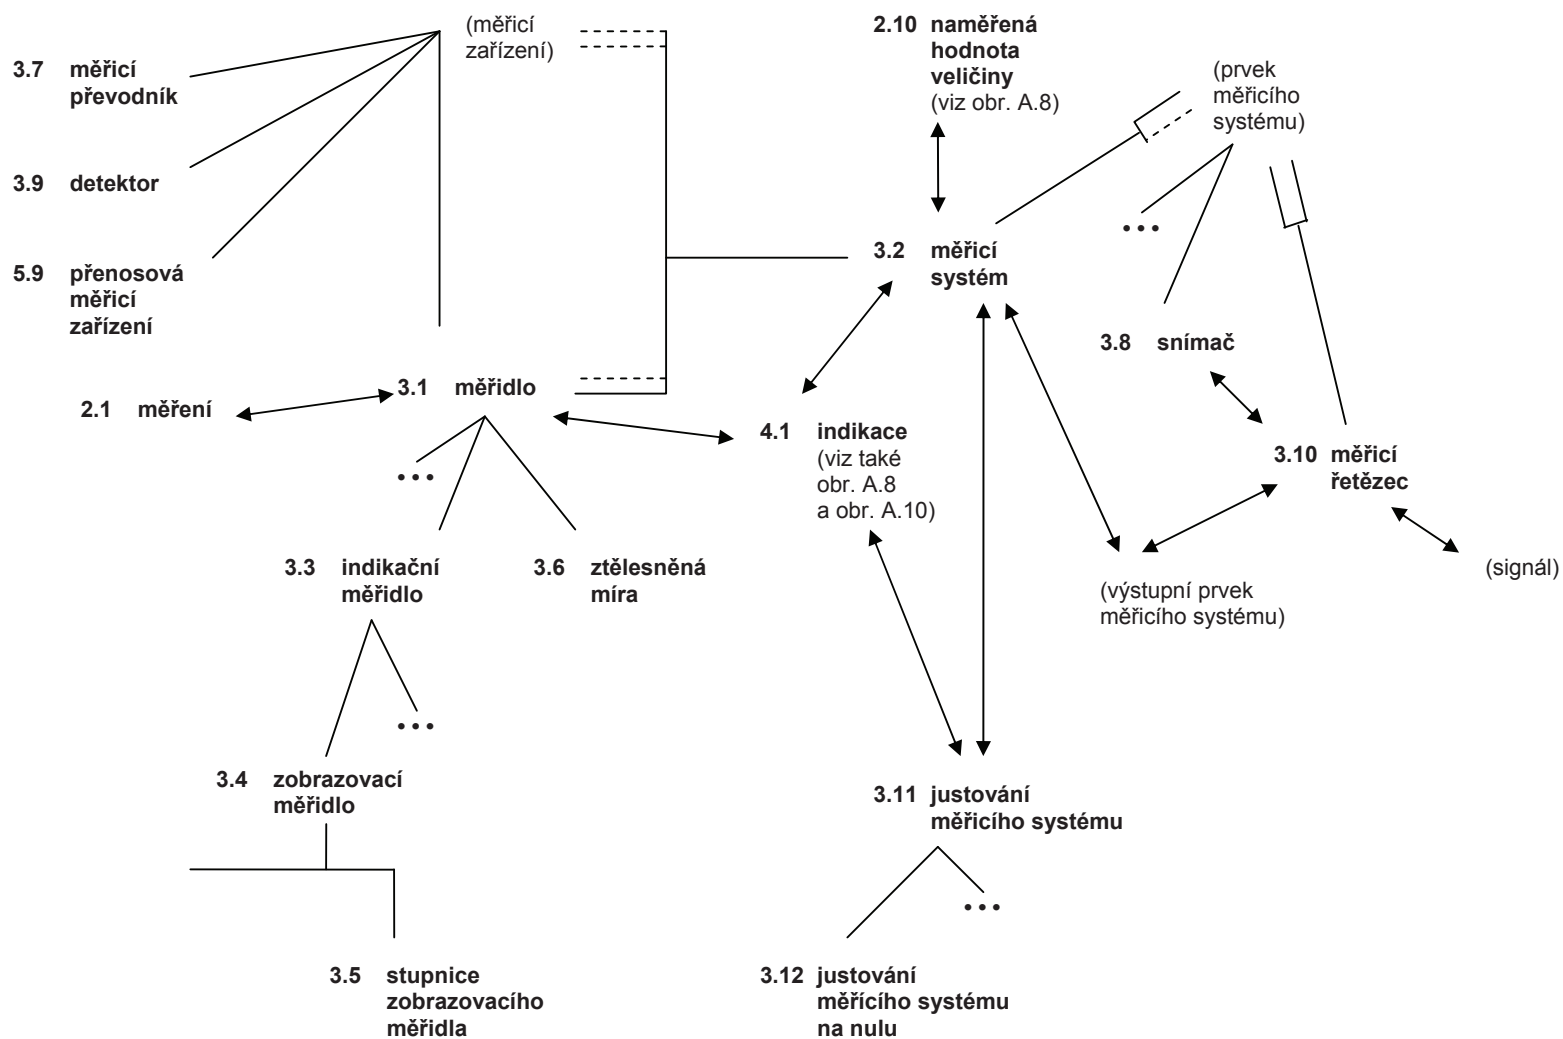 (měřicí
zařízení)
2.10 naměřená
hodnota
veličiny
(viz obr. A.8)
(prvek
měřicího
systému)
3.7 měřicí
převodník
3.9 detektor
5.9 přenosová
měřicí
zařízení
3.2 měřicí
systém
3.8 snímač
2.1 měření
3.1 měřidlo
4.1 indikace
(viz také
obr. A.8
a obr. A.10)
3.10 měřicí
řetězec
...
...
3.3 indikační
měřidlo
3.6 ztělesněná
míra
(výstupní prvek
měřicího systému)
(signál)
...
3.4 zobrazovací
měřidlo
3.11 justování
měřicího systému
...
3.5 stupnice
zobrazovacího
měřidla
3.12 justování
měřícího systému
na nulu